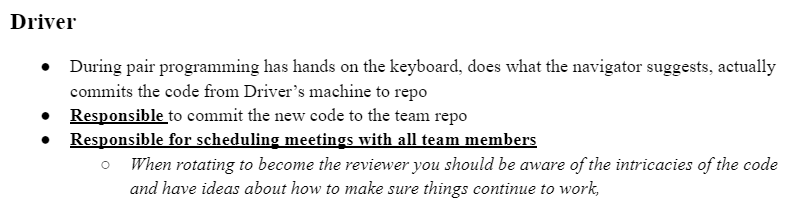 Driver
● During pair programming has hands on the keyboard, does what the navigator suggests, actually
commits the code from Driver’s machine to repo
● Responsible to commit the new code to the team repo
● Responsible for scheduling meetings with all team members
○ When rotating to become the reviewer you should be aware of the intricacies of the code
and have ideas about how to make sure things continue to work,